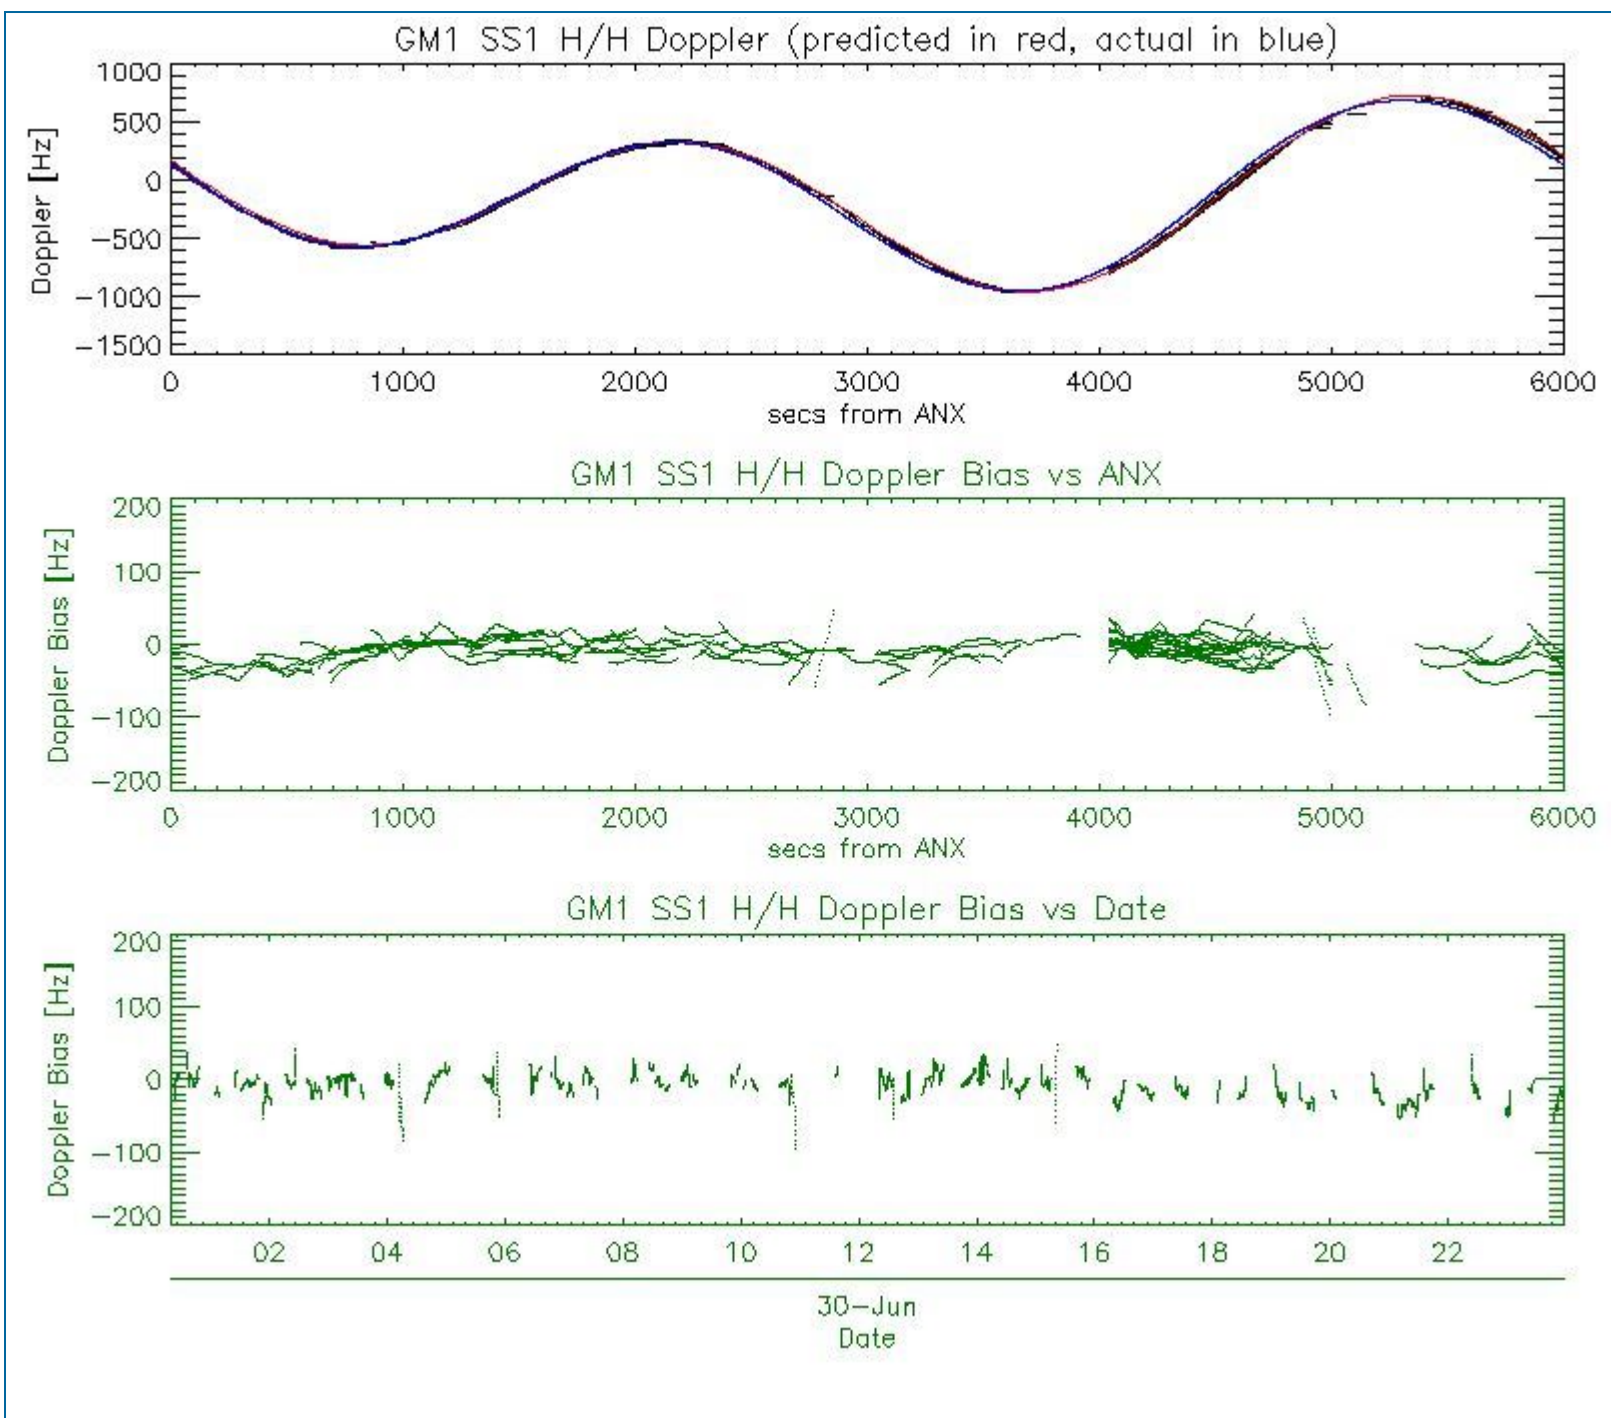 GM1 SS1 H/H Doppler (predicted in red, actual in blue)
1000
500
0
−500
−1000
−1500
Doppler [Hz]
0 1000 2000 3000 4000 5000 6000
secs from ANX
GM1 SS1 H/H Doppler Bias vs ANX
200
100
0
−100
−200
Doppler Bias [Hz]
0 1000 2000 3000 4000 5000 6000
secs from ANX
GM1 SS1 H/H Doppler Bias vs Date
200
100
0
−100
−200
Doppler Bias [Hz]
02 04 06 08 10 12 14 16 18 20 22
30−Jun
Date